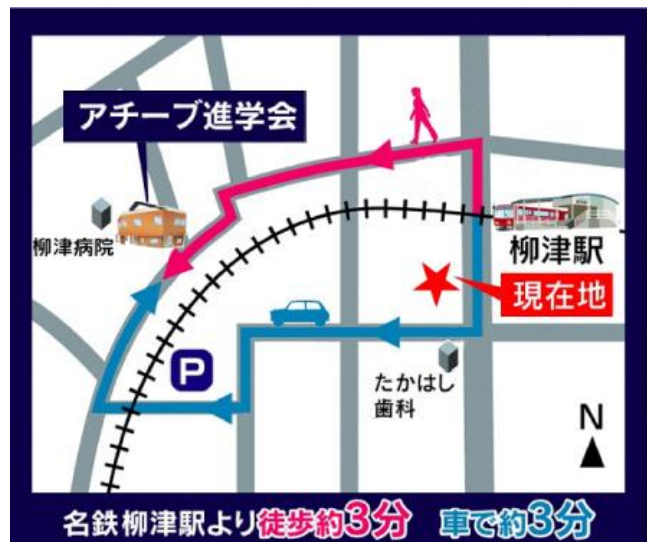 アチーブ進学会
柳津病院
柳津駅
現在地
P
たかはし
歯科
N
名鉄柳津駅より徒歩約3分 車で約3分